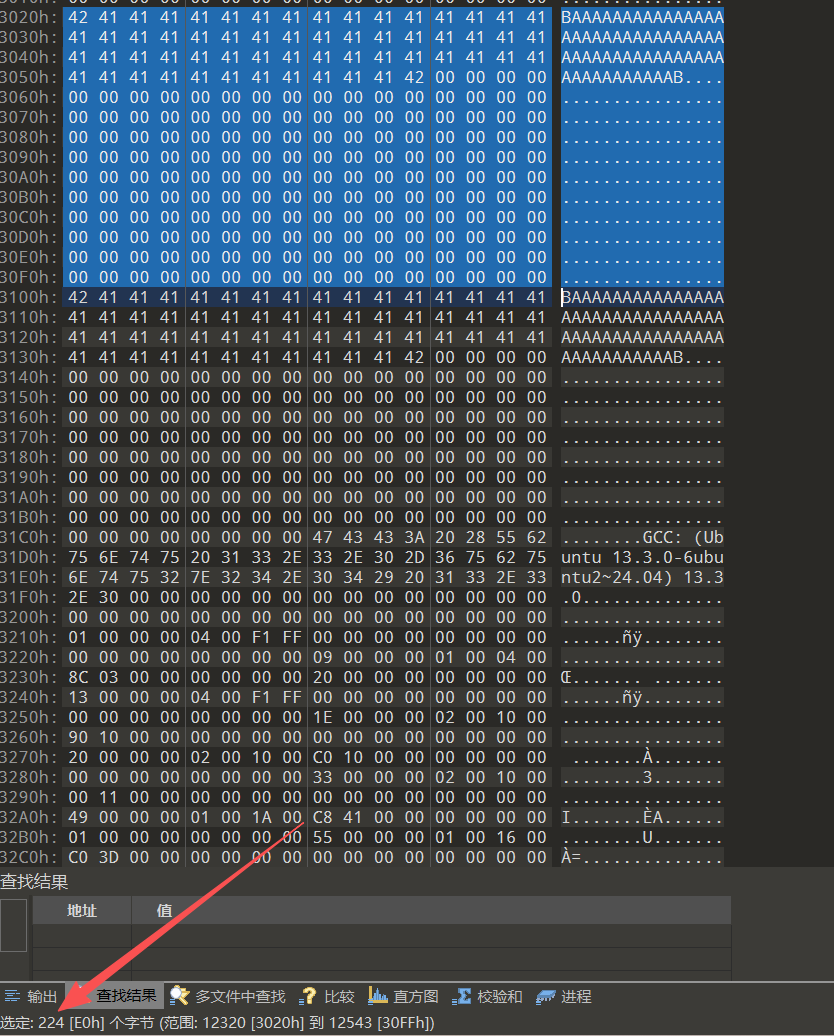 3020h: 42 41 41 41 41 41 41 41 41 41 41 41 41 41 41 41 BAAAAAAAAAAAAAAA
3030h: 41 41 41 41 41 41 41 41 41 41 41 41 41 41 41 41 AAAAAAAAAAAAAAAA
3040h: 41 41 41 41 41 41 41 41 41 41 41 41 41 41 41 41 AAAAAAAAAAAAAAAA
3050h: 41 41 41 41 41 41 41 41 41 41 41 42 00 00 00 00 AAAAAAAAAAAB....
3060h: 00 00 00 00 00 00 00 00 00 00 00 00 00 00 00 00 ................
3070h: 00 00 00 00 00 00 00 00 00 00 00 00 00 00 00 00 ................
3080h: 00 00 00 00 00 00 00 00 00 00 00 00 00 00 00 00 ................
3090h: 00 00 00 00 00 00 00 00 00 00 00 00 00 00 00 00 ................
30A0h: 00 00 00 00 00 00 00 00 00 00 00 00 00 00 00 00 ................
30B0h: 00 00 00 00 00 00 00 00 00 00 00 00 00 00 00 00 ................
30C0h: 00 00 00 00 00 00 00 00 00 00 00 00 00 00 00 00 ................
30D0h: 00 00 00 00 00 00 00 00 00 00 00 00 00 00 00 00 ................
30E0h: 00 00 00 00 00 00 00 00 00 00 00 00 00 00 00 00 ................
30F0h: 00 00 00 00 00 00 00 00 00 00 00 00 00 00 00 00 ................
3100h: 42 41 41 41 41 41 41 41 41 41 41 41 41 41 41 41 BAAAAAAAAAAAAAAA
3110h: 41 41 41 41 41 41 41 41 41 41 41 41 41 41 41 41 AAAAAAAAAAAAAAAA
3120h: 41 41 41 41 41 41 41 41 41 41 41 41 41 41 41 41 AAAAAAAAAAAAAAAA
3130h: 41 41 41 41 41 41 41 41 41 41 41 42 00 00 00 00 AAAAAAAAAAAB....
3140h: 00 00 00 00 00 00 00 00 00 00 00 00 00 00 00 00 ................
3150h: 00 00 00 00 00 00 00 00 00 00 00 00 00 00 00 00 ................
3160h: 00 00 00 00 00 00 00 00 00 00 00 00 00 00 00 00 ................
3170h: 00 00 00 00 00 00 00 00 00 00 00 00 00 00 00 00 ................
3180h: 00 00 00 00 00 00 00 00 00 00 00 00 00 00 00 00 ................
3190h: 00 00 00 00 00 00 00 00 00 00 00 00 00 00 00 00 ................
31A0h: 00 00 00 00 00 00 00 00 00 00 00 00 00 00 00 00 ................
31B0h: 00 00 00 00 00 00 00 00 00 00 00 00 00 00 00 00 ................
31C0h: 00 00 00 00 00 00 00 00 47 43 43 3A 20 28 55 62 ........GCC: (Ub
31D0h: 75 6E 74 75 20 31 33 2E 33 2E 30 2D 36 75 62 75 untu 13.3.0-6ubu
31E0h: 6E 74 75 32 7E 32 34 2E 30 34 29 20 31 33 2E 33 ntu2~24.04) 13.3
31F0h: 2E 30 00 00 00 00 00 00 00 00 00 00 00 00 00 00 .0..............
3200h: 00 00 00 00 00 00 00 00 00 00 00 00 00 00 00 00 ................
3210h: 01 00 00 00 04 00 F1 FF 00 00 00 00 00 00 00 00 ......ñÿ........
3220h: 00 00 00 00 00 00 00 00 09 00 00 00 01 00 04 00 ................
3230h: 8C 03 00 00 00 00 00 00 20 00 00 00 00 00 00 00 Œ....... .......
3240h: 13 00 00 00 04 00 F1 FF 00 00 00 00 00 00 00 00 ......ñÿ........
3250h: 00 00 00 00 00 00 00 00 1E 00 00 00 02 00 10 00 ................
3260h: 90 10 00 00 00 00 00 00 00 00 00 00 00 00 00 00 ................
3270h: 20 00 00 00 02 00 10 00 C0 10 00 00 00 00 00 00  .......À.......
3280h: 00 00 00 00 00 00 00 00 33 00 00 00 02 00 10 00 ........3.......
3290h: 00 11 00 00 00 00 00 00 00 00 00 00 00 00 00 00 ................
32A0h: 49 00 00 00 01 00 1A 00 C8 41 00 00 00 00 00 00 I.......ÈA......
32B0h: 01 00 00 00 00 00 00 00 55 00 00 00 01 00 16 00 ........U.......
32C0h: C0 3D 00 00 00 00 00 00 00 00 00 00 00 00 00 00 À=..............
查找结果
地址 值
输出 查找结果 多文件中查找 比较 直方图 校验和 进程
选定: 224 [E0h] 个字节 (范围: 12320 [3020h] 到 12543 [30FFh])